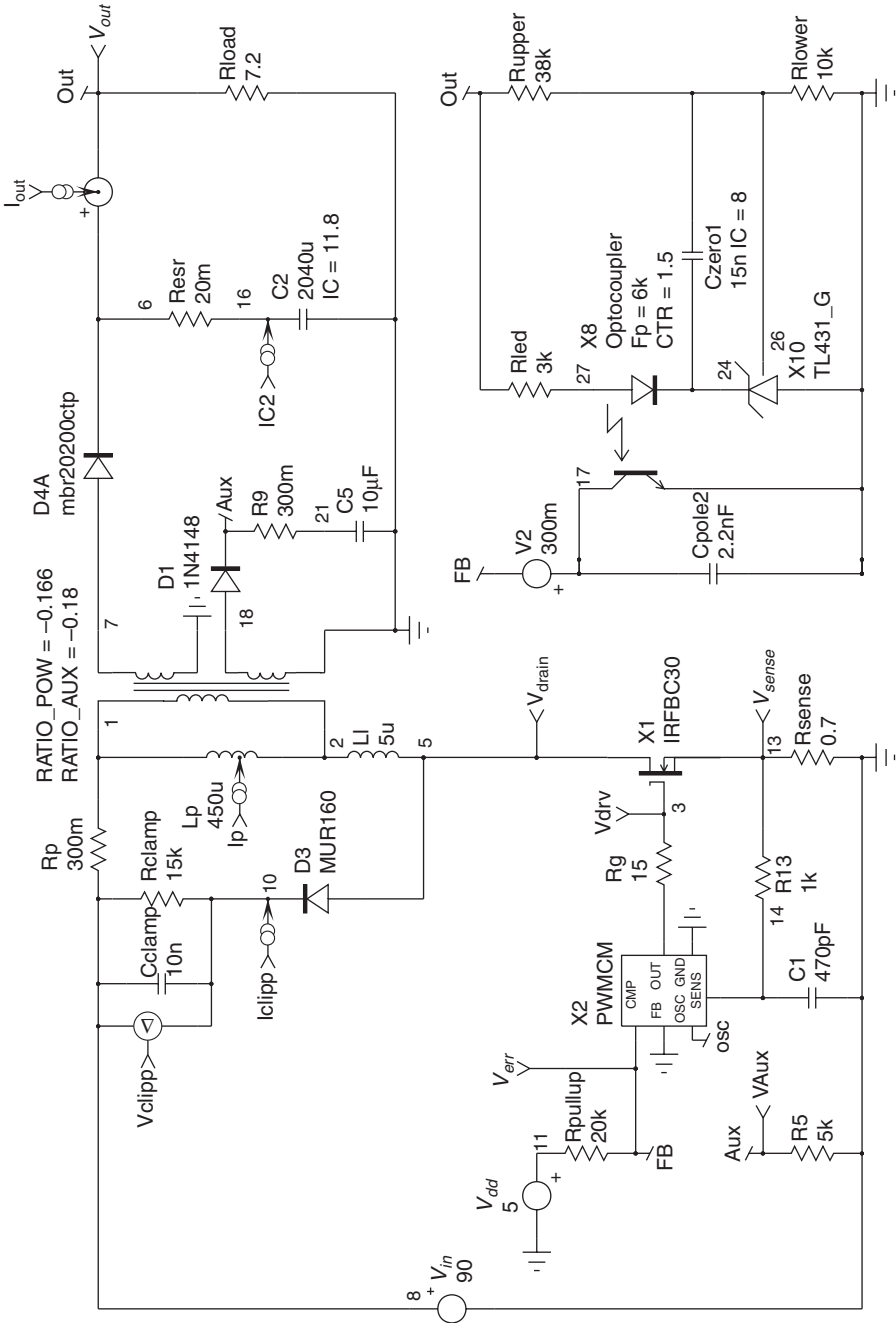 RATIO_POW = −0.166
RATIO_AUX = −0.18
Vin
90
8
+
Vclipp
Cclamp
10n
Rclamp
15k
Rp
300m
10
Iclipp
D3
MUR160
Lp
450u
Ip
1
2
Ll
5u
5
Vdrain
X1
IRFBC30
Vdrv
3
Rg
15
X2
PWMCM
CMP
FB
OUT
OSC
GND
SENS
OSC
Verr
Rpullup
20k
FB
11
Vdd
5
+
Aux
VAux
R5
5k
C1
470pF
14
R13
1k
13
Vsense
Rsense
0.7
7
D4A
mbr20200ctp
18
D1
1N4148
Aux
R9
300m
21
C5
10µF
6
Resr
20m
16
C2
2040u
IC = 11.8
IC2
Iout
+
Out
Vout
Rload
7.2
FB
V2
300m
+
Cpole2
2.2nF
17
Rled
3k
27
X8
Optocoupler
Fp = 6k
CTR = 1.5
Czero1
15n IC = 8
24
26
X10
TL431_G
Out
Rupper
38k
Rlower
10k